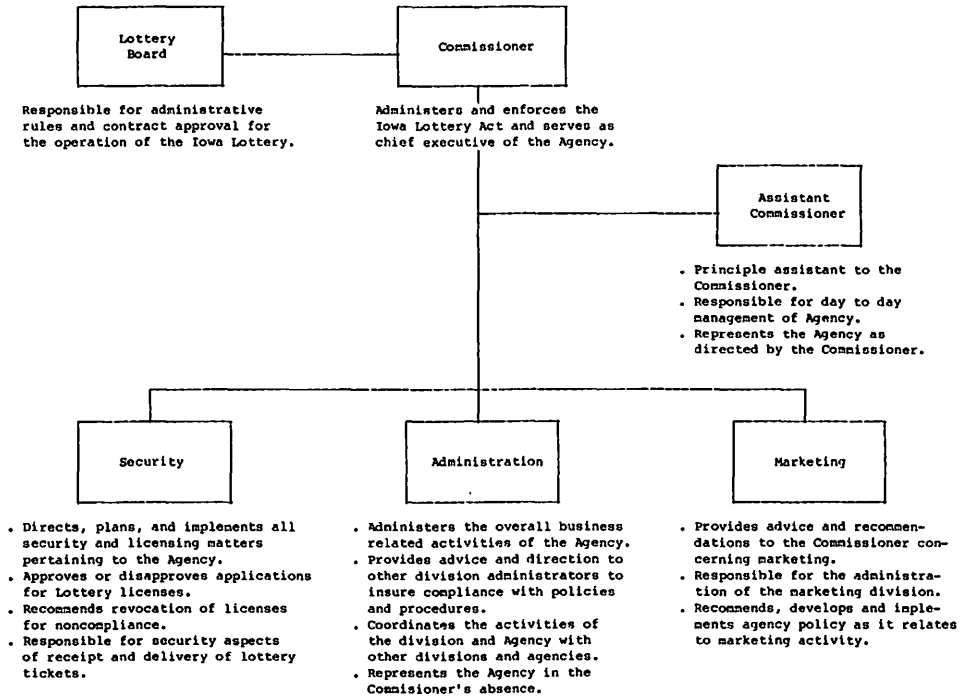 Lottery
Board
Commissioner
Responsible for administrative
rules and contract approval for
the operation of the Iowa Lottery.
Administers and enforces the
Iowa Lottery Act and serves as
chief executive of the Agency.
Assistant
Commissioner
. Principle assistant to the
Commissioner.
. Responsible for day to day
management of Agency.
. Represents the Agency as
directed by the Commissioner.
Security
Administration
Marketing
. Directs, plans, and implements all
security and licensing matters
pertaining to the Agency.
. Approves or disapproves applications
for Lottery licenses.
. Recommends revocation of licenses
for noncompliance.
. Responsible for security aspects
of receipt and delivery of lottery
tickets.
. Administers the overall business
related activities of the Agency.
. Provides advice and direction to
other division administrators to
insure compliance with policies
and procedures.
. Coordinates the activities of
the division and Agency with
other divisions and agencies.
. Represents the Agency in the
Commisioner's absence.
. Provides advice and recommen-
dations to the Commissioner con-
cerning marketing.
. Responsible for the administra-
tion of the marketing division.
. Recommends, develops and imple-
ments agency policy as it relates
to marketing activity.